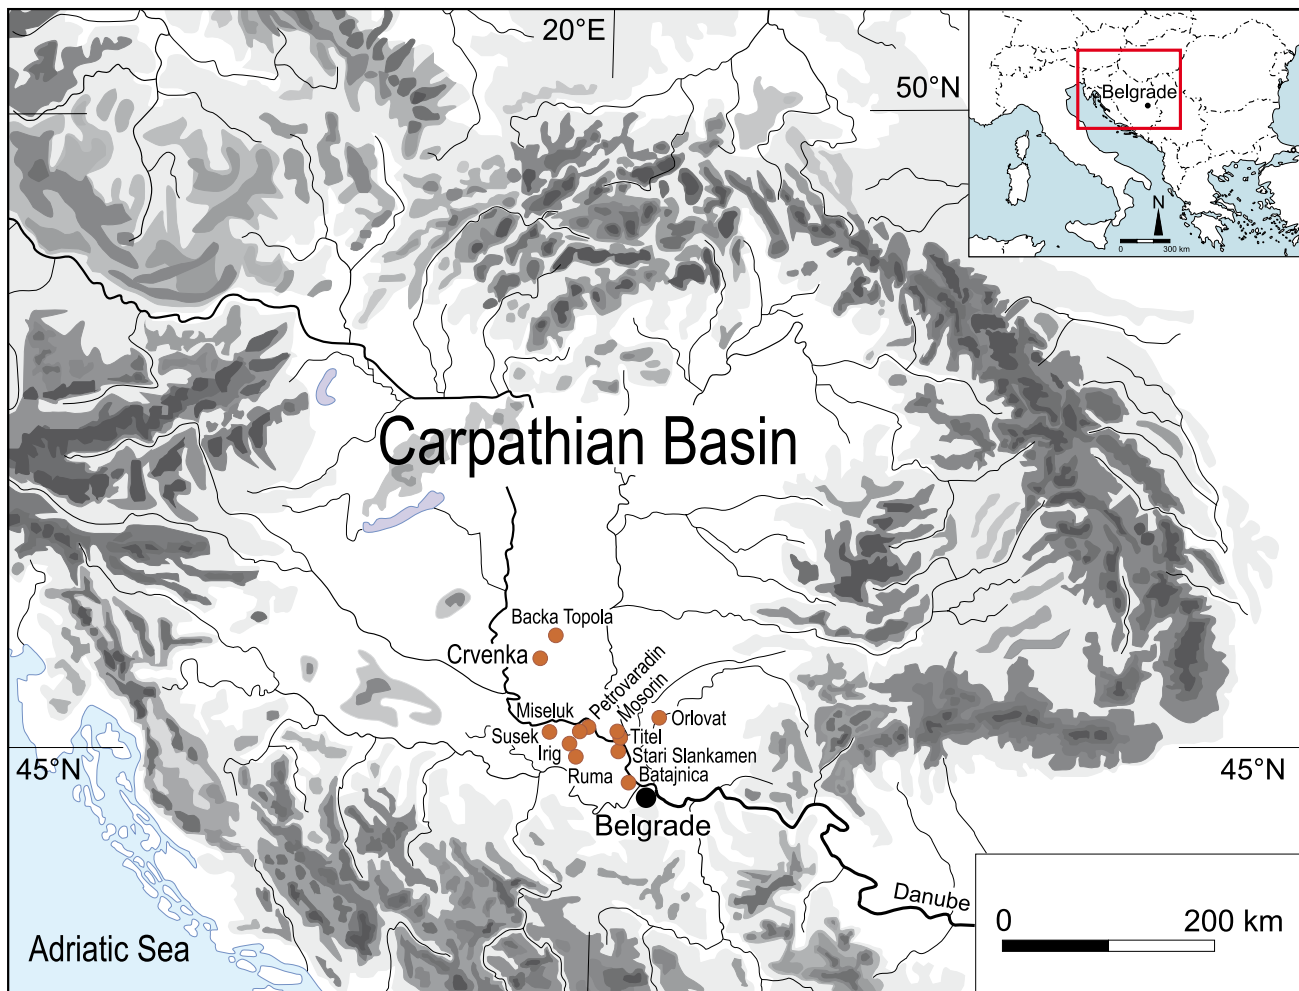 20°E
50°N
Belgrade
N
0
300 km
Carpathian Basin
Backa Topola
Crvenka
Petrovaradin
Mosorin
Miseluk
Orlovat
Susek
Titel
Irig
Stari Slankamen
Ruma
Batajnica
45°N
45°N
Belgrade
Danube
0
200 km
Adriatic Sea